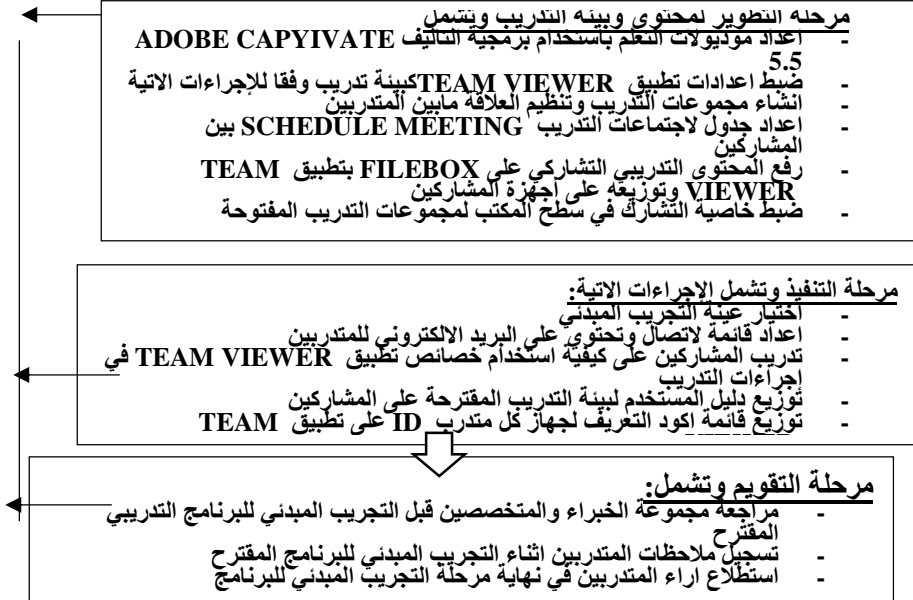 مرحلة التطوير لمحتوى وبيئة التدريب وتشمل
- اعداد موديولات التعلم باستخدام برمجية التاليف ADOBE CAPYIVATE
5.5
- ضبط اعدادات تطبيق TEAM VIEWER كبيئة تدريب وفقا للإجراءات الاتية
- انشاء مجموعات التدريب وتنظيم العلاقة مابين المتدربين
- اعداد جدول لاجتماعات التدريب SCHEDULE MEETING بين
المشاركين
- رفع المحتوى التدريبي التشاركي على FILEBOX بتطبيق TEAM
VIEWER وتوزيعه على اجهزة المشاركين
- ضبط خاصية التشارك في سطح المكتب لمجموعات التدريب المفتوحة
مرحلة التنفيذ وتشمل الإجراءات الاتية:
- اختيار عينة التجريب المبدئي
- اعداد قائمة لاتصال وتحتوي على البريد الالكتروني للمتدربين
- تدريب المشاركين على كيفية استخدام خصائص تطبيق TEAM VIEWER في
إجراءات التدريب
- توزيع دليل المستخدم لبيئة التدريب المقترحة على المشاركين
- توزيع قائمة اكود التعريف لجهاز كل متدرب ID على تطبيق TEAM
مرحلة التقويم وتشمل:
- مراجعة مجموعة الخبراء والمتخصصين قبل التجريب المبدئي للبرنامج التدريبي
المقترح
- تسجيل ملاحظات المتدربين اثناء التجريب المبدئي للبرنامج المقترح
- استطلاع اراء المتدربين في نهاية مرحلة التجريب المبدئي للبرنامج